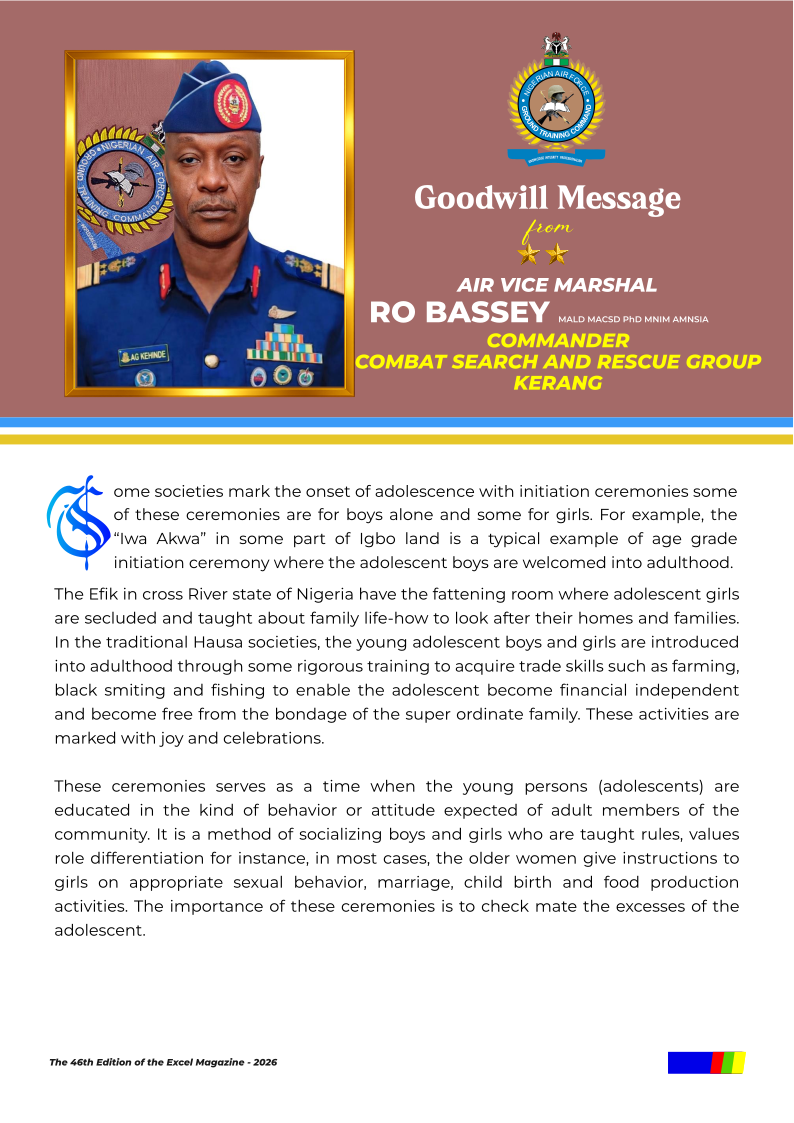 NIGERIAN AIR FORCE
GROUND TRAINING COMMAND
NIGERIAN AIR FORCE
GROUND TRAINING COMMAND
AG KEHINDE
Goodwill Message
from
AIR VICE MARSHAL
RO BASSEY MALD MACSD PhD MNIM AMNSIA
COMMANDER
COMBAT SEARCH AND RESCUE GROUP
KERANG
Some societies mark the onset of adolescence with initiation ceremonies some
of these ceremonies are for boys alone and some for girls. For example, the
“Iwa Akwa” in some part of Igbo land is a typical example of age grade
initiation ceremony where the adolescent boys are welcomed into adulthood.
The Efik in cross River state of Nigeria have the fattening room where adolescent girls
are secluded and taught about family life-how to look after their homes and families.
In the traditional Hausa societies, the young adolescent boys and girls are introduced
into adulthood through some rigorous training to acquire trade skills such as farming,
black smiting and fishing to enable the adolescent become financial independent
and become free from the bondage of the super ordinate family. These activities are
marked with joy and celebrations.
These ceremonies serves as a time when the young persons (adolescents) are
educated in the kind of behavior or attitude expected of adult members of the
community. It is a method of socializing boys and girls who are taught rules, values
role differentiation for instance, in most cases, the older women give instructions to
girls on appropriate sexual behavior, marriage, child birth and food production
activities. The importance of these ceremonies is to check mate the excesses of the
adolescent.
The 46th Edition of the Excel Magazine - 2026